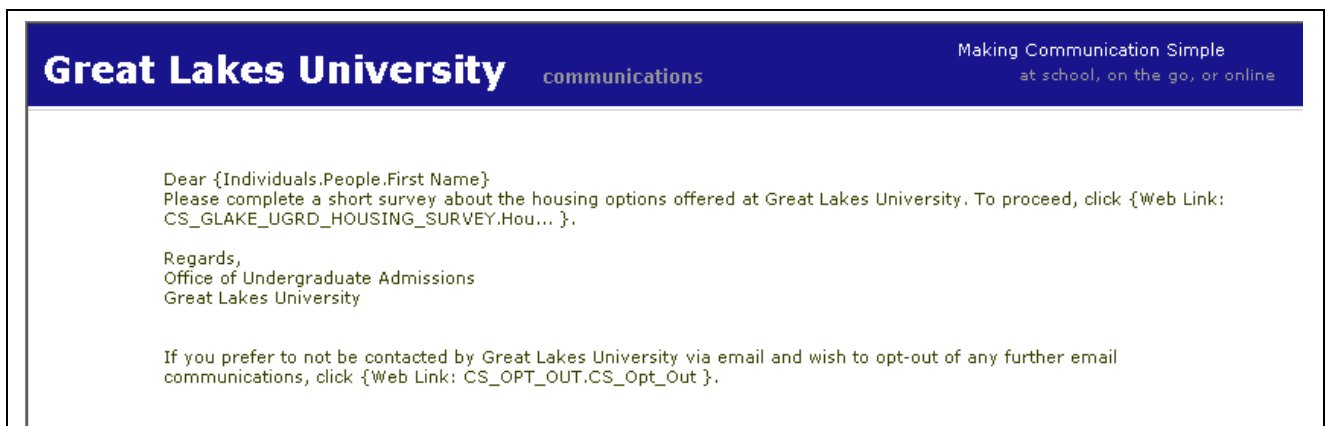 Great Lakes University communications
Making Communication Simple
at school, on the go, or online
Dear {Individuals.People.First Name}
Please complete a short survey about the housing options offered at Great Lakes University. To proceed, click {Web Link:
CS_GLAKE_UGRD_HOUSING_SURVEY.Hou... }.
Regards,
Office of Undergraduate Admissions
Great Lakes University
If you prefer to not be contacted by Great Lakes University via email and wish to opt-out of any further email
communications, click {Web Link: CS_OPT_OUT.CS_Opt_Out }.